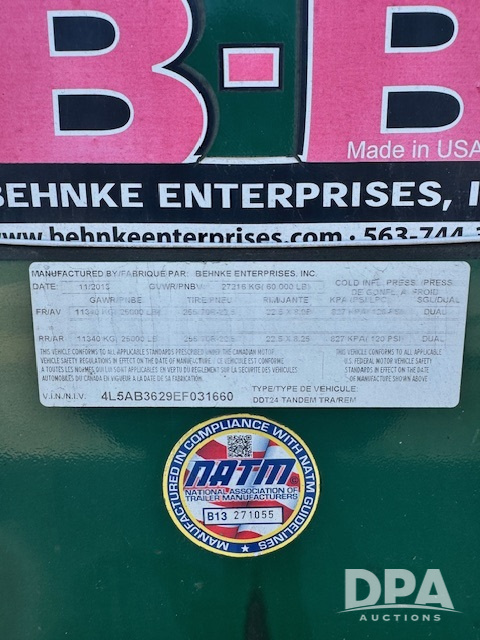 B-B
Made in USA
BEHNKE ENTERPRISES, I
www.behnkeenterprises.com • 563-744-3
MANUFACTURED BY/FABRIQUE PAR: BEHNKE ENTERPRISES, INC.
DATE: 11/2013 GVWR/PNBV: 27216 KG( 60 000 LB) COLD INFL. PRESS./PRESS.
DE GONFL. A FROID
GAWR/PNBE TIRE/PNEU RIM/JANTE KPA (PSI/LPC) SGL/DUAL
FR/AV 11340 KG( 25000 LB) 22.5 X 8.25 827 KPA( 120 PSI) DUAL
RR/AR 11340 KG( 25000 LB) 22.5 X 8.25 827 KPA( 120 PSI) DUAL
V.I.N./N.I.V. 4L5AB3629EF031660 TYPE/TYPE DE VEHICULE:
DDT24 TANDEM TRA/REM
MANUFACTURED IN COMPLIANCE WITH NATM GUIDELINES
NATM
NATIONAL ASSOCIATION OF
TRAILER MANUFACTURERS
B13 271055
DPA
AUCTIONS